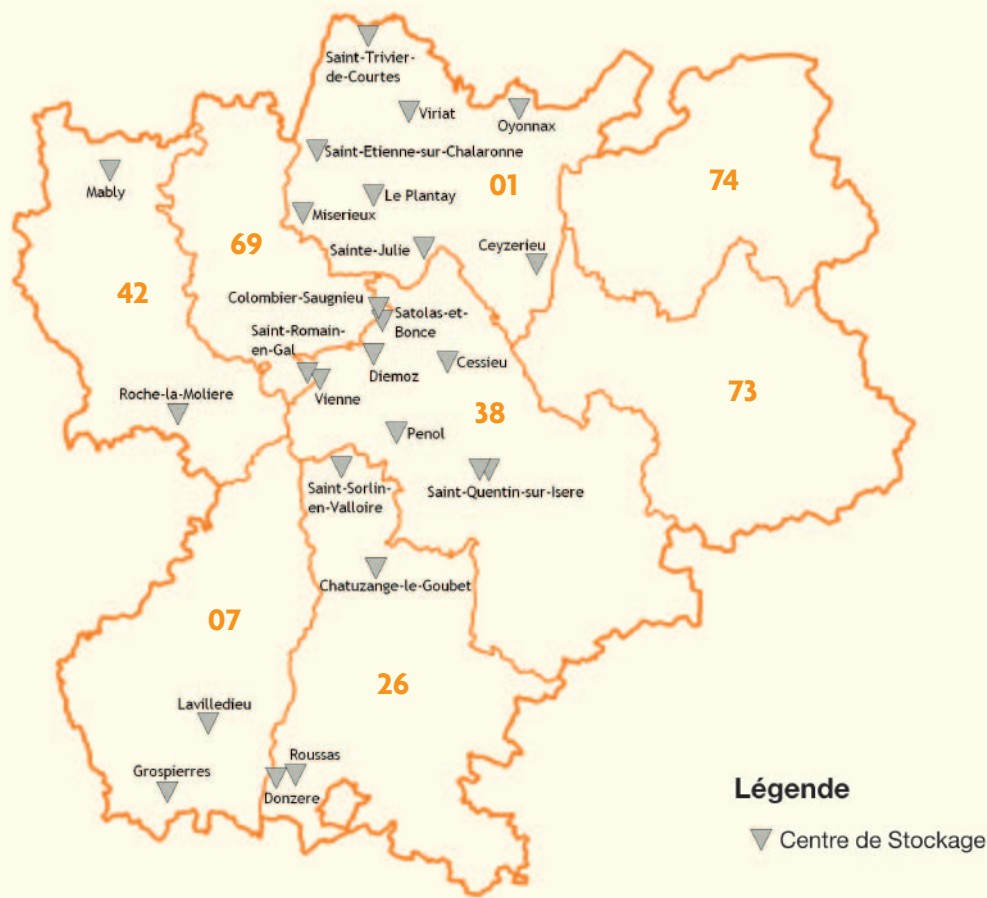 Saint-Trivier-
de-Courtes
Viriat
Oyonnax
Saint-Etienne-sur-Chalaronne
Mably
Le Plantay
01
74
Miserieux
69
Sainte-Julie
Ceyzerieu
42
Colombier-Saugnieu
Satolas-et-
Bonce
Saint-Romain-
en-Gal
Diemoz
Cessieu
Vienne
73
Roche-la-Moliere
38
Penol
Saint-Sorlin-
en-Valloire
Saint-Quentin-sur-Isere
Chatuzange-le-Goubet
07
26
Lavilledieu
Roussas
Grospierres
Donzere
Légende
Centre de Stockage